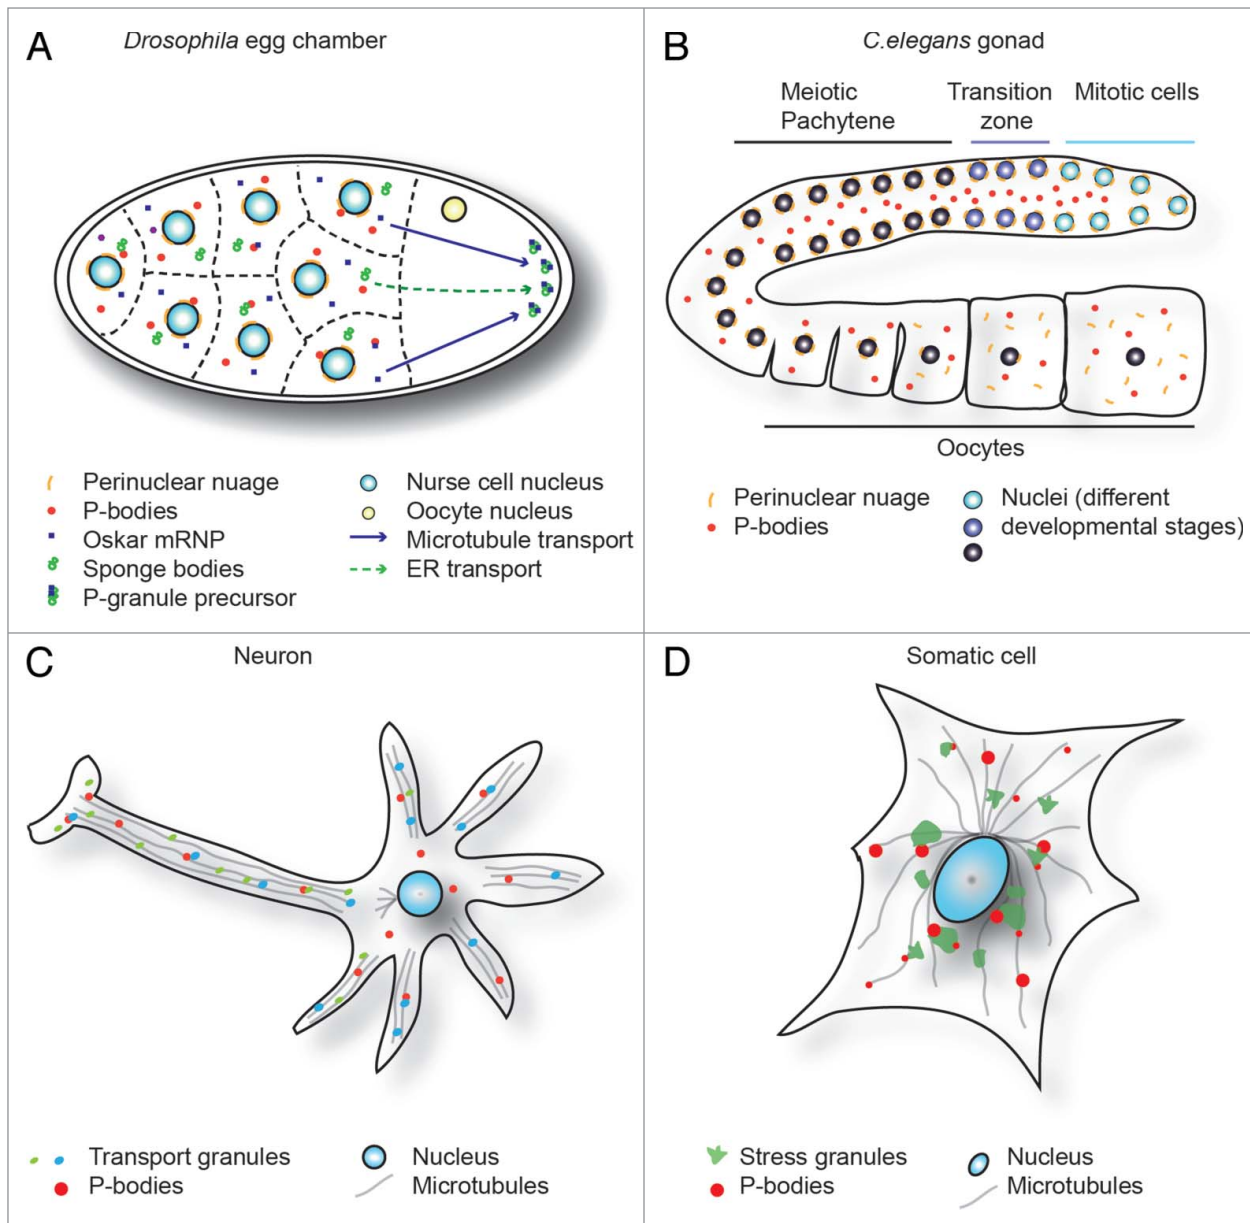 A
Drosophila egg chamber
Perinuclear nuage
P-bodies
Oskar mRNP
Sponge bodies
P-granule precursor
Nurse cell nucleus
Oocyte nucleus
Microtubule transport
ER transport
B
C.elegans gonad
Meiotic
Pachytene
Transition
zone
Mitotic cells
Oocytes
Perinuclear nuage
P-bodies
Nuclei (different
developmental stages)
C
Neuron
Transport granules
P-bodies
Nucleus
Microtubules
D
Somatic cell
Stress granules
P-bodies
Nucleus
Microtubules